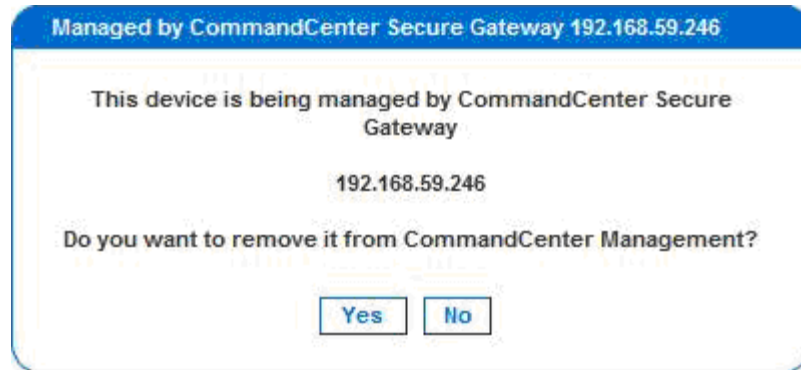 Managed by CommandCenter Secure Gateway 192.168.59.246
This device is being managed by CommandCenter Secure
Gateway
192.168.59.246
Do you want to remove it from CommandCenter Management?
Yes No